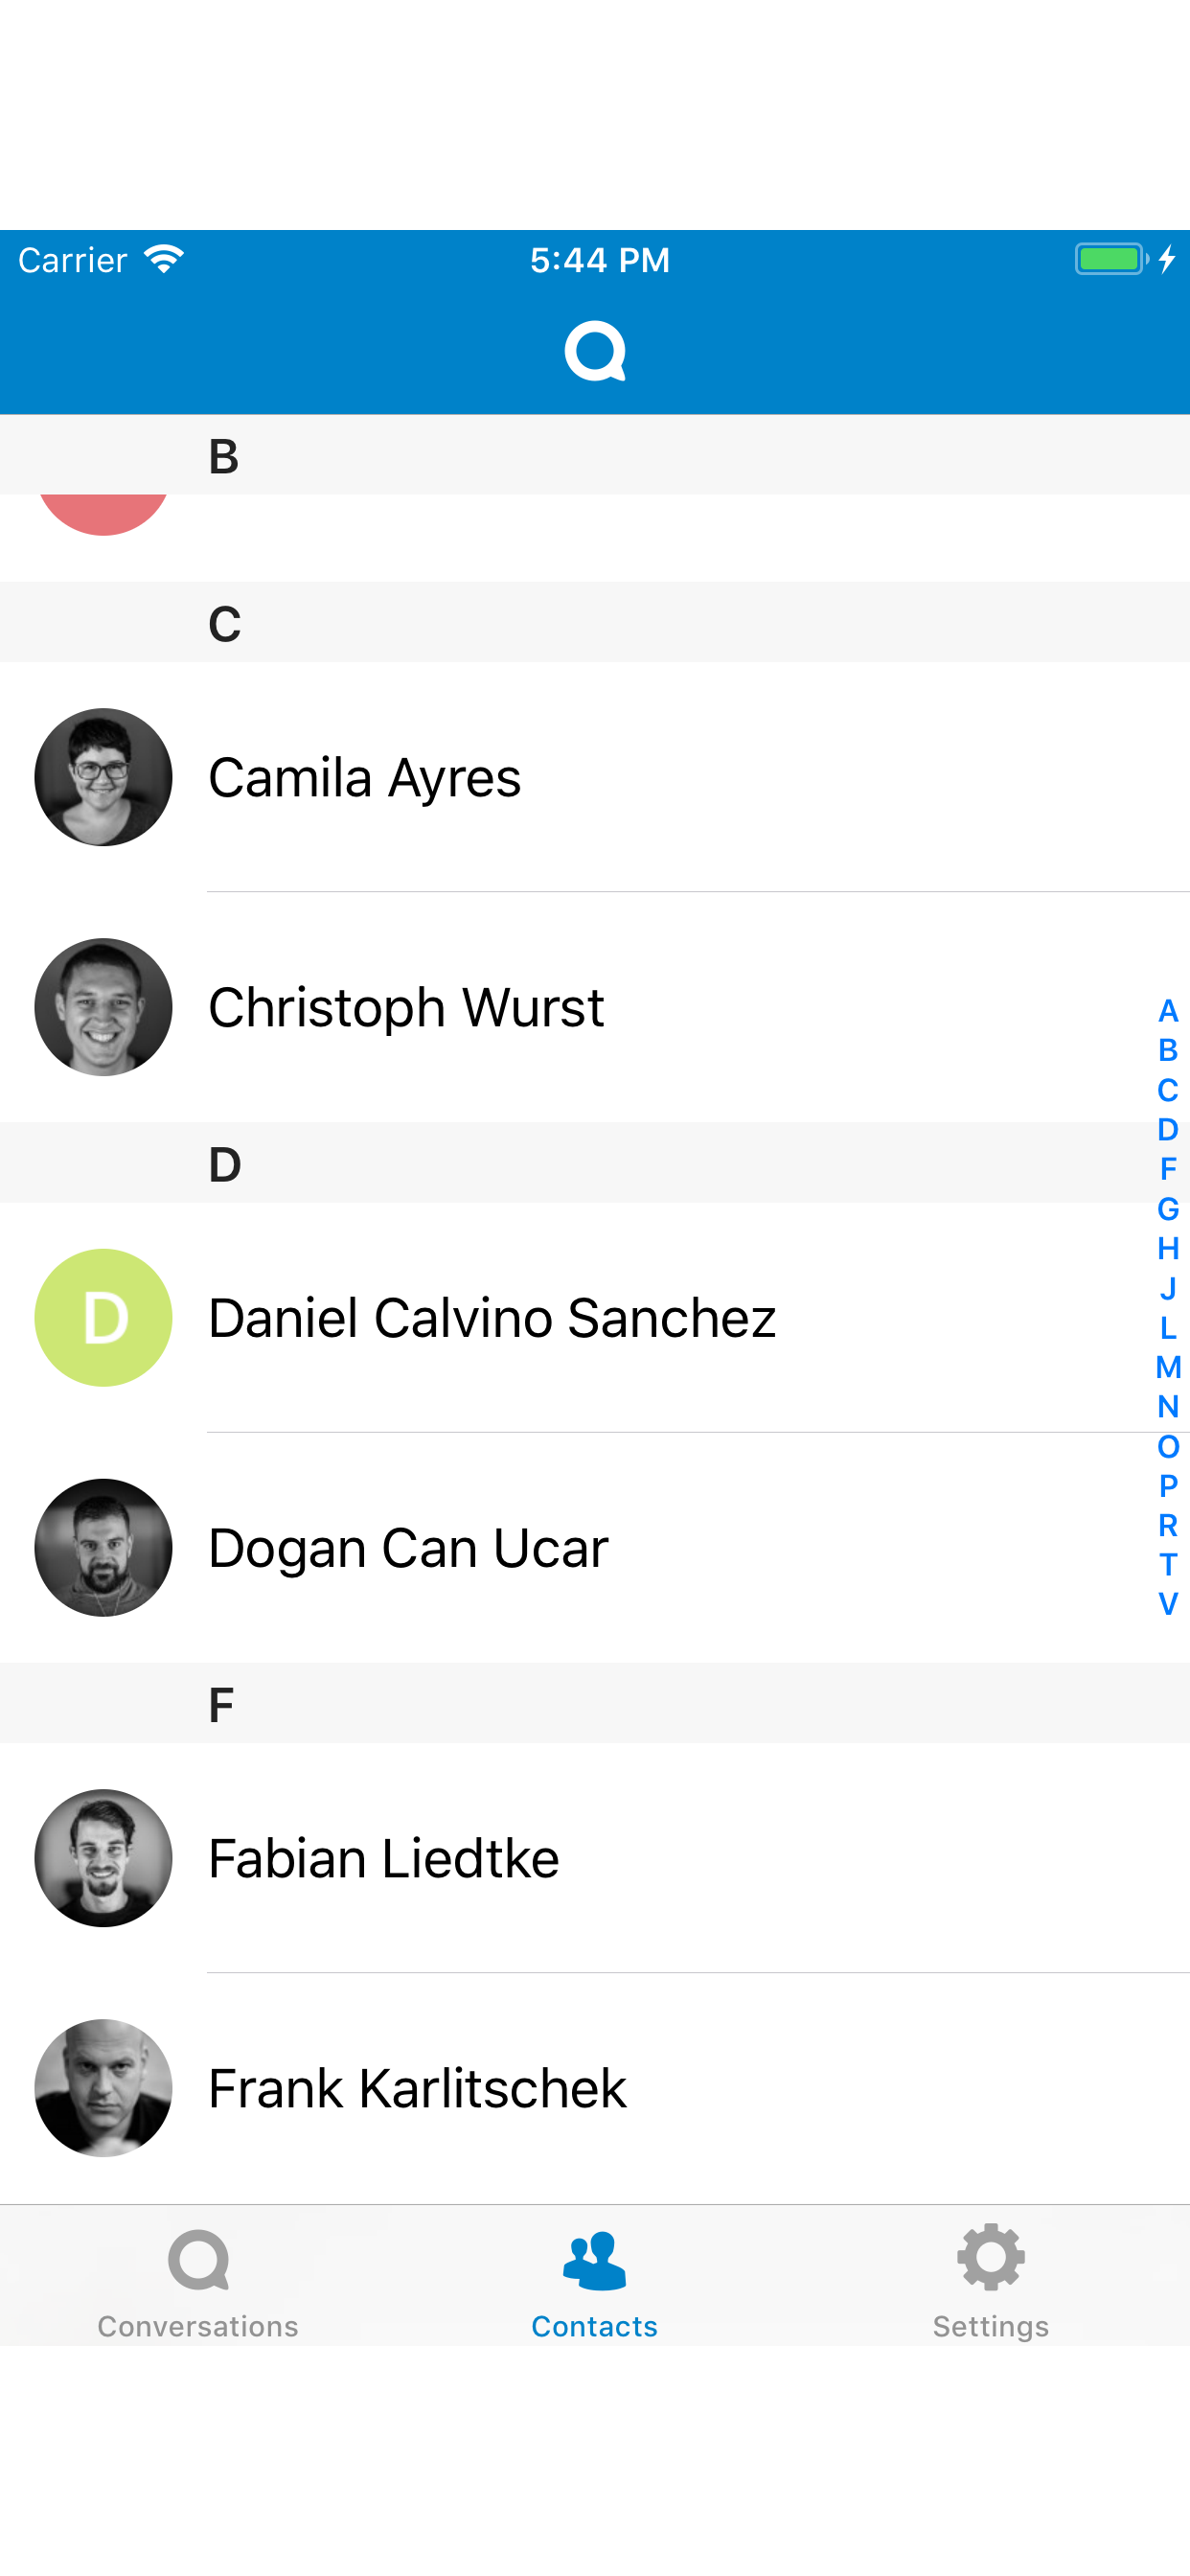 Carrier 5:44 PM
B
C
Camila Ayres
Christoph Wurst
D
D Daniel Calvino Sanchez
Dogan Can Ucar
F
Fabian Liedtke
Frank Karlitschek
A
B
C
D
F
G
H
J
L
M
N
O
P
R
T
V
Conversations Contacts Settings